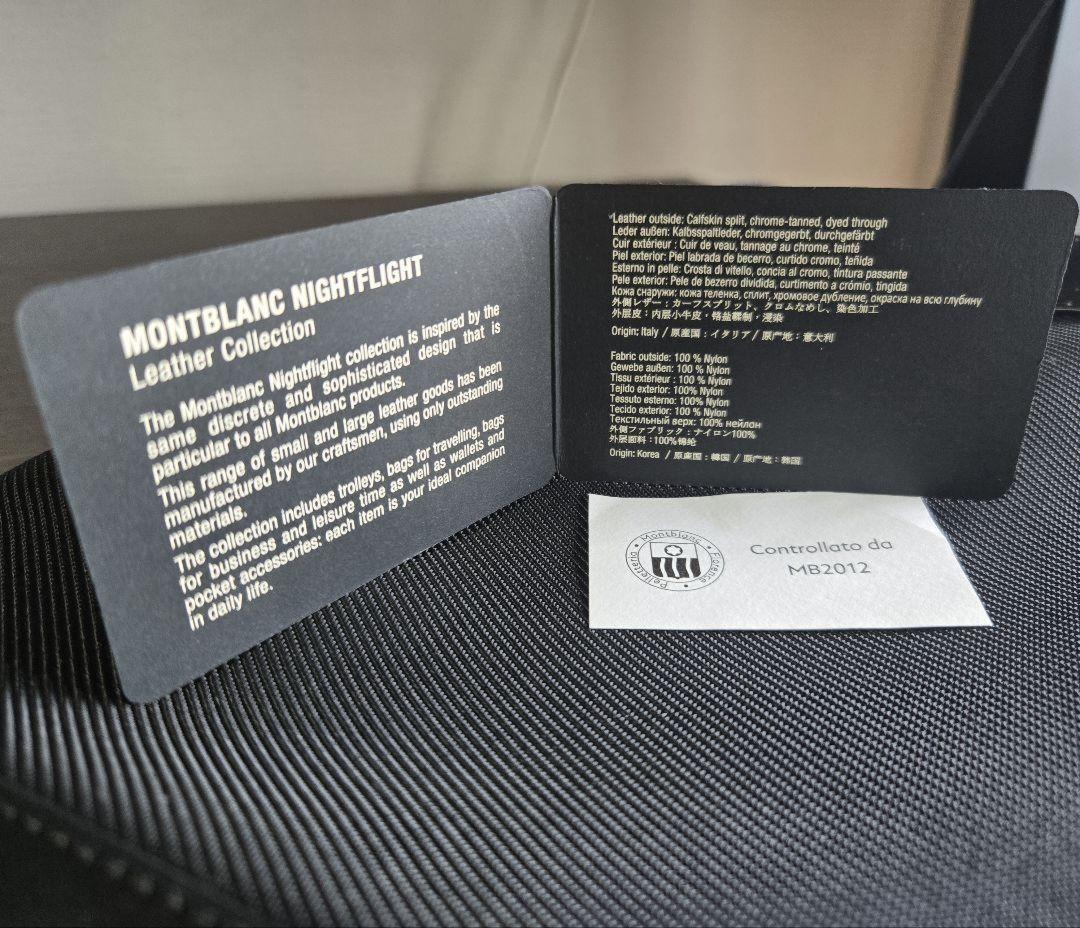 MONTBLANC NIGHTFLIGHT
Leather Collection
The Montblanc Nightflight collection is inspired by the
same discrete and sophisticated design that is
particular to all Montblanc products.
This range of small and large leather goods has been
manufactured by our craftsmen, using only outstanding
materials.
The collection includes trolleys, bags for travelling, bags
for business and leisure time as well as wallets and
pocket accessories: each item is your ideal companion
in daily life.
Leather outside: Calfskin split, chrome-tanned, dyed through
Leder außen: Kalbsspaltleder, chromgegerbt, durchgefärbt
Cuir extérieur : Cuir de veau, tannage au chrome, teinté
Piel exterior: Piel labrada de becerro, curtido cromo, teñida
Esterno in pelle: Crosta di vitello, concia al cromo, tintura passante
Pele exterior: Pele de bezerro dividida, curtimento a crómio, tingida
Кожа снаружи: кожа теленка, сплит, хромовое дубление, окраска на всю глубину
外側レザー：カーフスプリット、クロムなめし、染色加工
外层皮：内层小牛皮·铬盐鞣制·浸染
Origin: Italy / 原産国：イタリア / 原产地：意大利
Fabric outside: 100 % Nylon
Gewebe außen: 100 % Nylon
Tissu extérieur : 100 % Nylon
Tejido exterior: 100% Nylon
Tessuto esterno: 100% Nylon
Tecido exterior: 100 % Nylon
Текстильный верх: 100% нейлон
外側ファブリック：ナイロン100%
外层面料：100%锦纶
Origin: Korea / 原産国：韓国 / 原产地：韩国
Montblanc
Pelletteria
Florence
Controllato da
MB2012